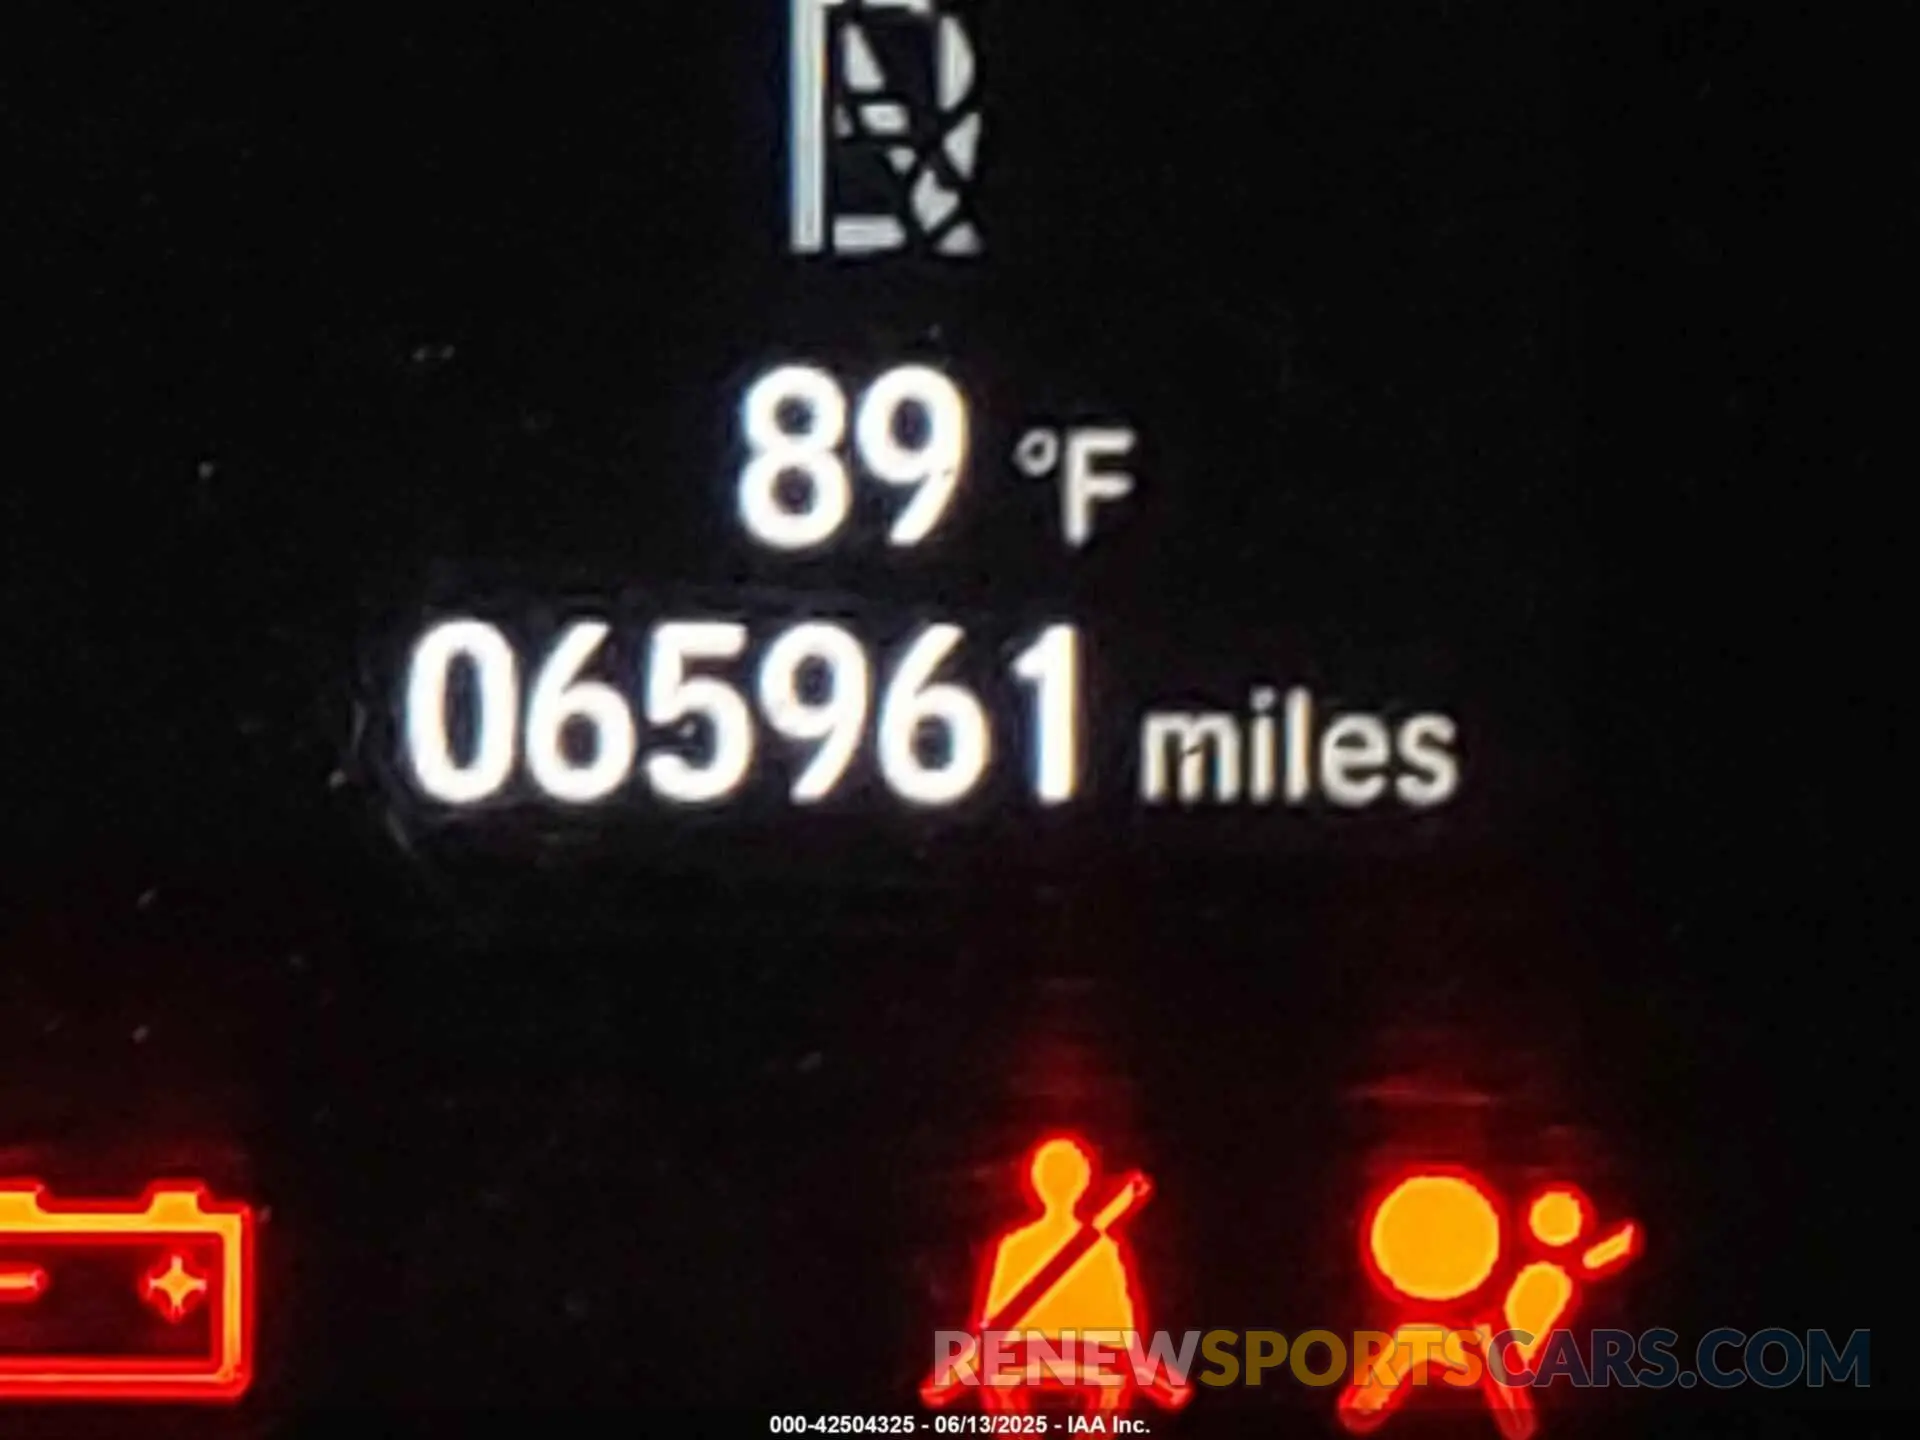 89 °F
065961 miles
RENEWSPORTSCARS.COM
000-42504325 - 06/13/2025 - IAA Inc.